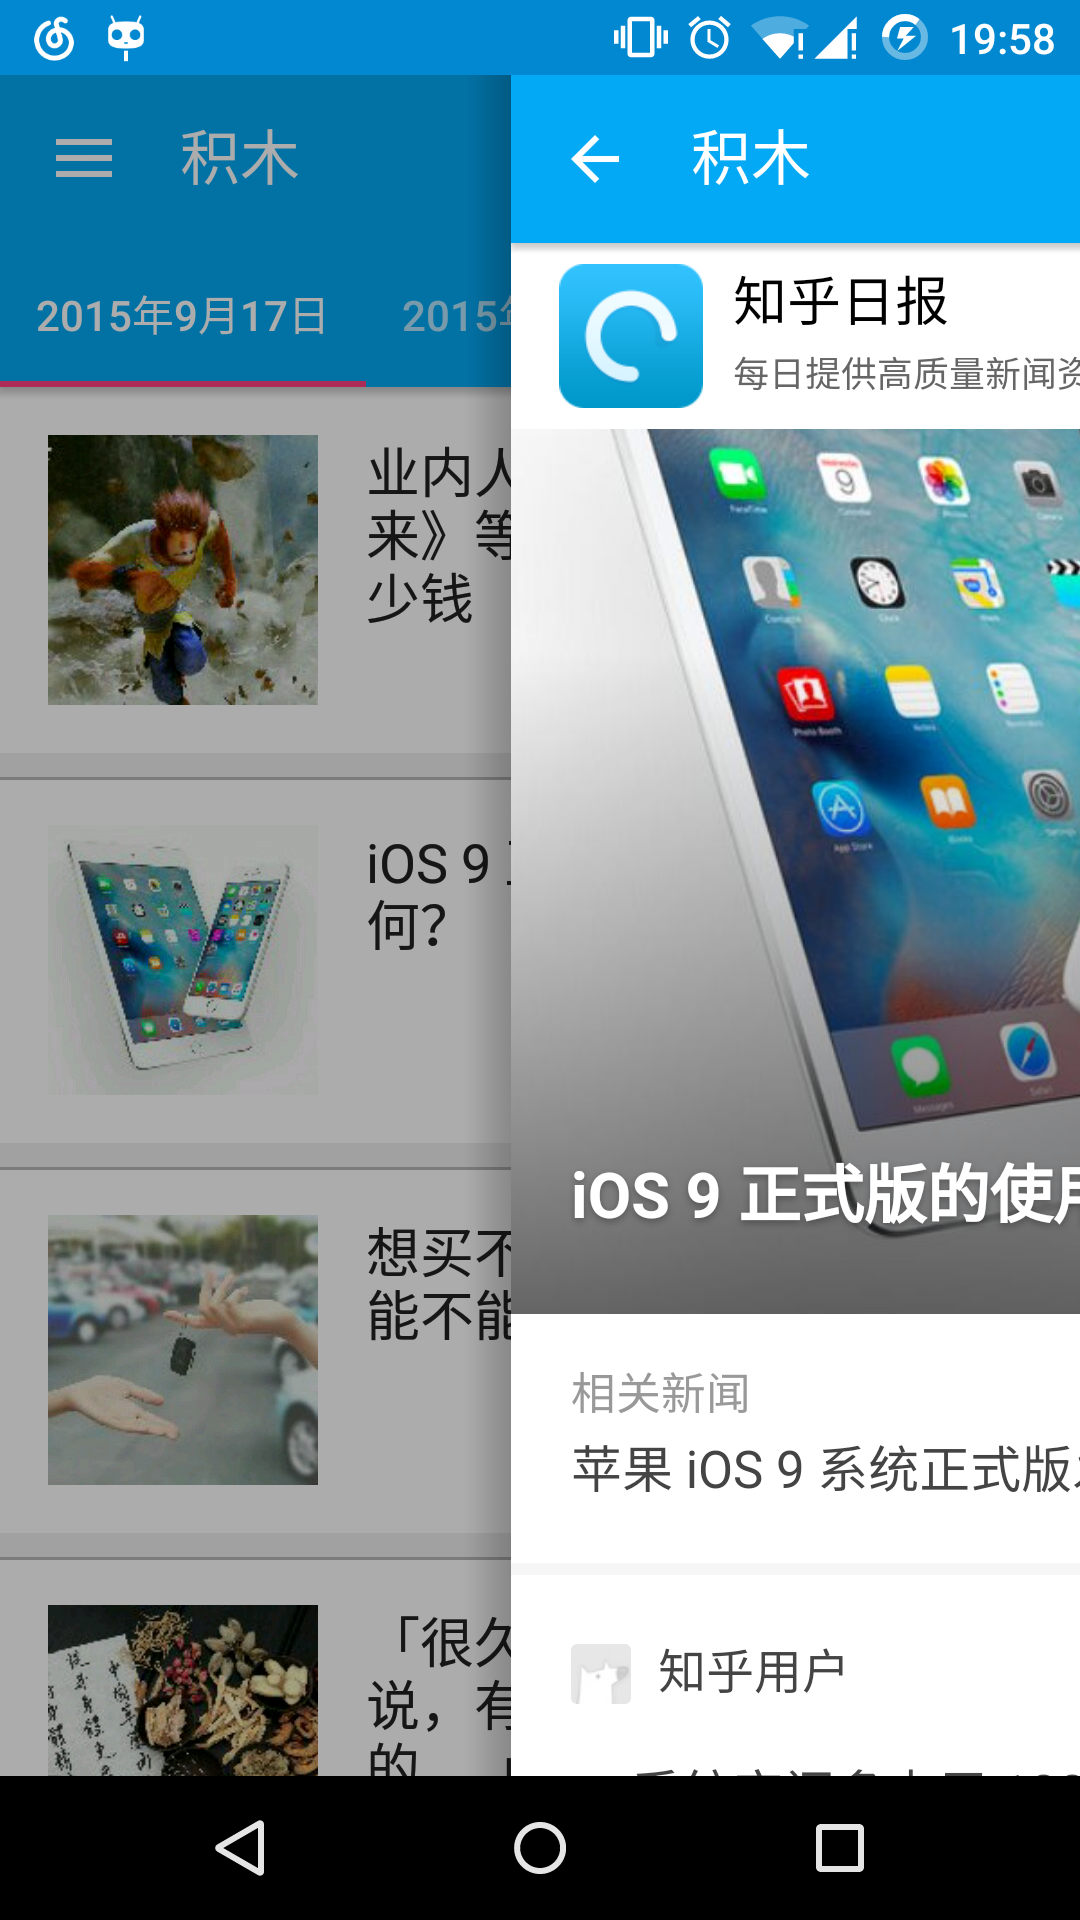 19:58
积木
2015年9月17日
2015
业内人
来》等
少钱
iOS 9
何?
想买不
能不能
「很久
说，有
的
积木
知乎日报
每日提供高质量新闻资
iOS 9 正式版的使用
相关新闻
苹果 iOS 9 系统正式版
知乎用户